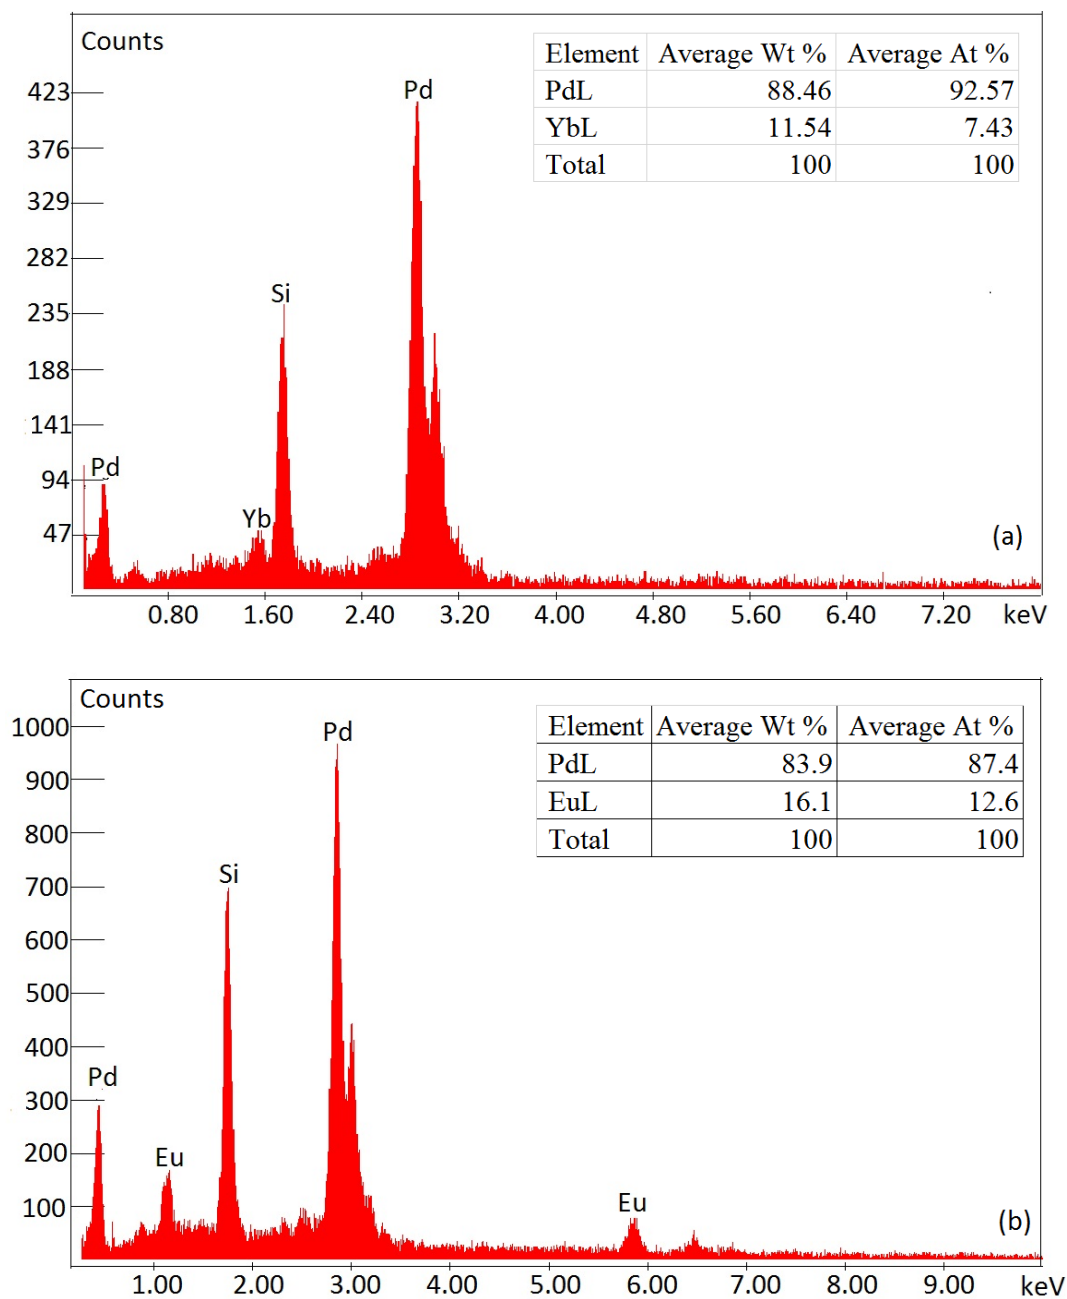 Counts
Element Average Wt % Average At %
PdL 88.46 92.57
YbL 11.54 7.43
Total 100 100
423
376
329
282
235
188
141
94
47
Pd
Si
Pd
Yb
(a)
0.80 1.60 2.40 3.20 4.00 4.80 5.60 6.40 7.20 keV
Counts
Element Average Wt % Average At %
PdL 83.9 87.4
EuL 16.1 12.6
Total 100 100
1000
900
800
700
600
500
400
300
200
100
Pd
Si
Pd
Eu
Eu
(b)
1.00 2.00 3.00 4.00 5.00 6.00 7.00 8.00 9.00 keV